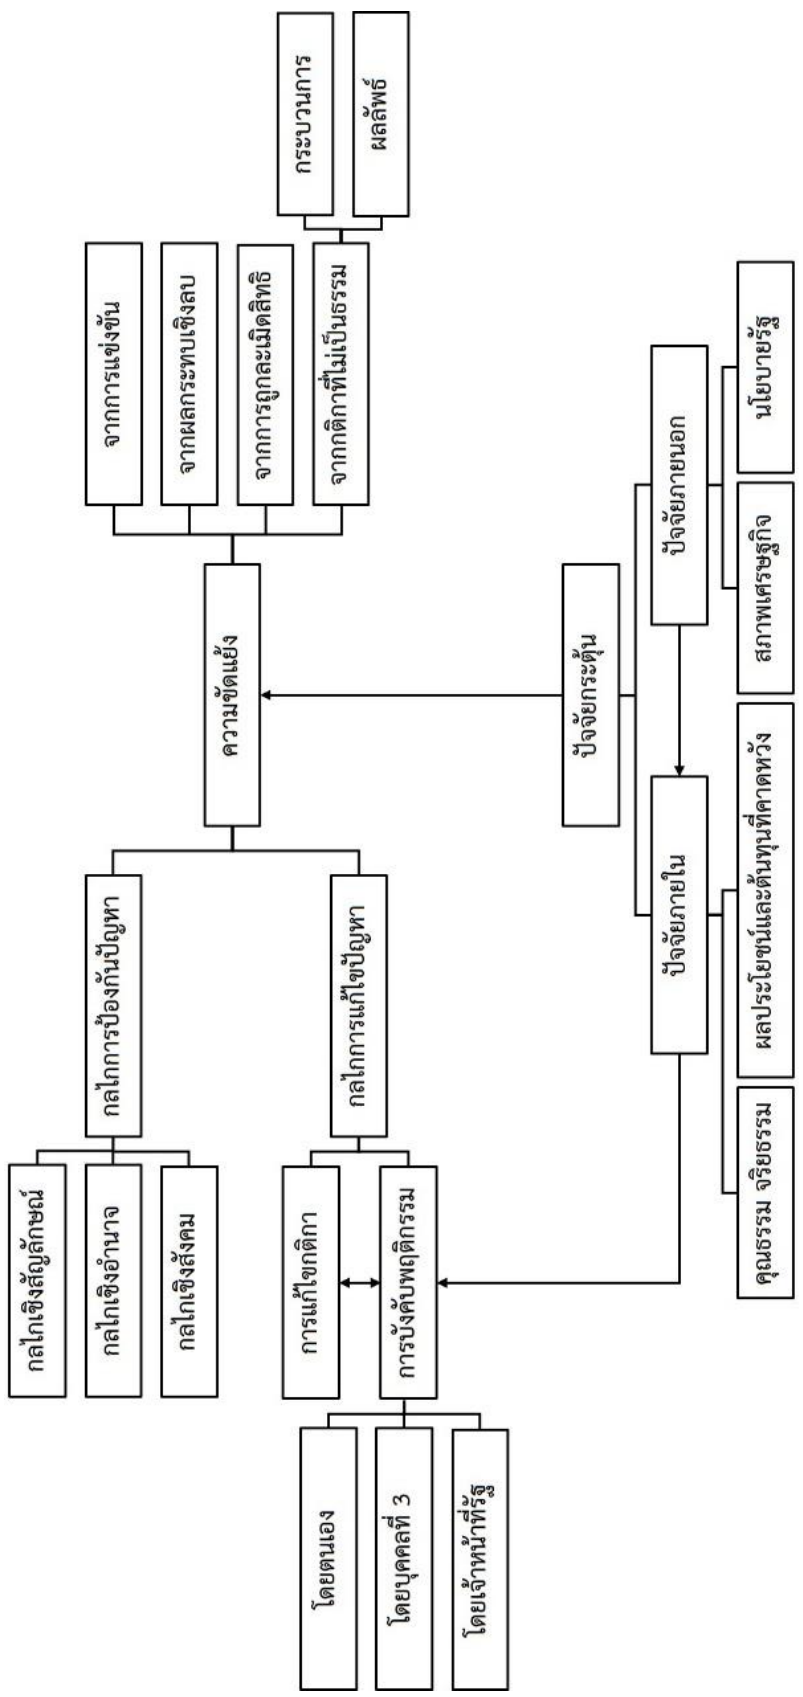 กลไกเชิงสัญลักษณ์
กลไกเชิงอำนาจ
กลไกเชิงสังคม
กลไกการป้องกันปัญหา
จากการแข่งขัน
จากผลกระทบเชิงลบ
จากการถูกละเมิดสิทธิ
จากกติกาที่ไม่เป็นธรรม
กระบวนการ
ผลลัพธ์
ความขัดแย้ง
กลไกการแก้ไขปัญหา
การแก้ไขกติกา
การบังคับพฤติกรรม
โดยตนเอง
โดยบุคคลที่ 3
โดยเจ้าหน้าที่รัฐ
ปัจจัยกระตุ้น
ปัจจัยภายใน
ปัจจัยภายนอก
คุณธรรม จริยธรรม
ผลประโยชน์และต้นทุนที่คาดหวัง
สภาพเศรษฐกิจ
นโยบายรัฐ